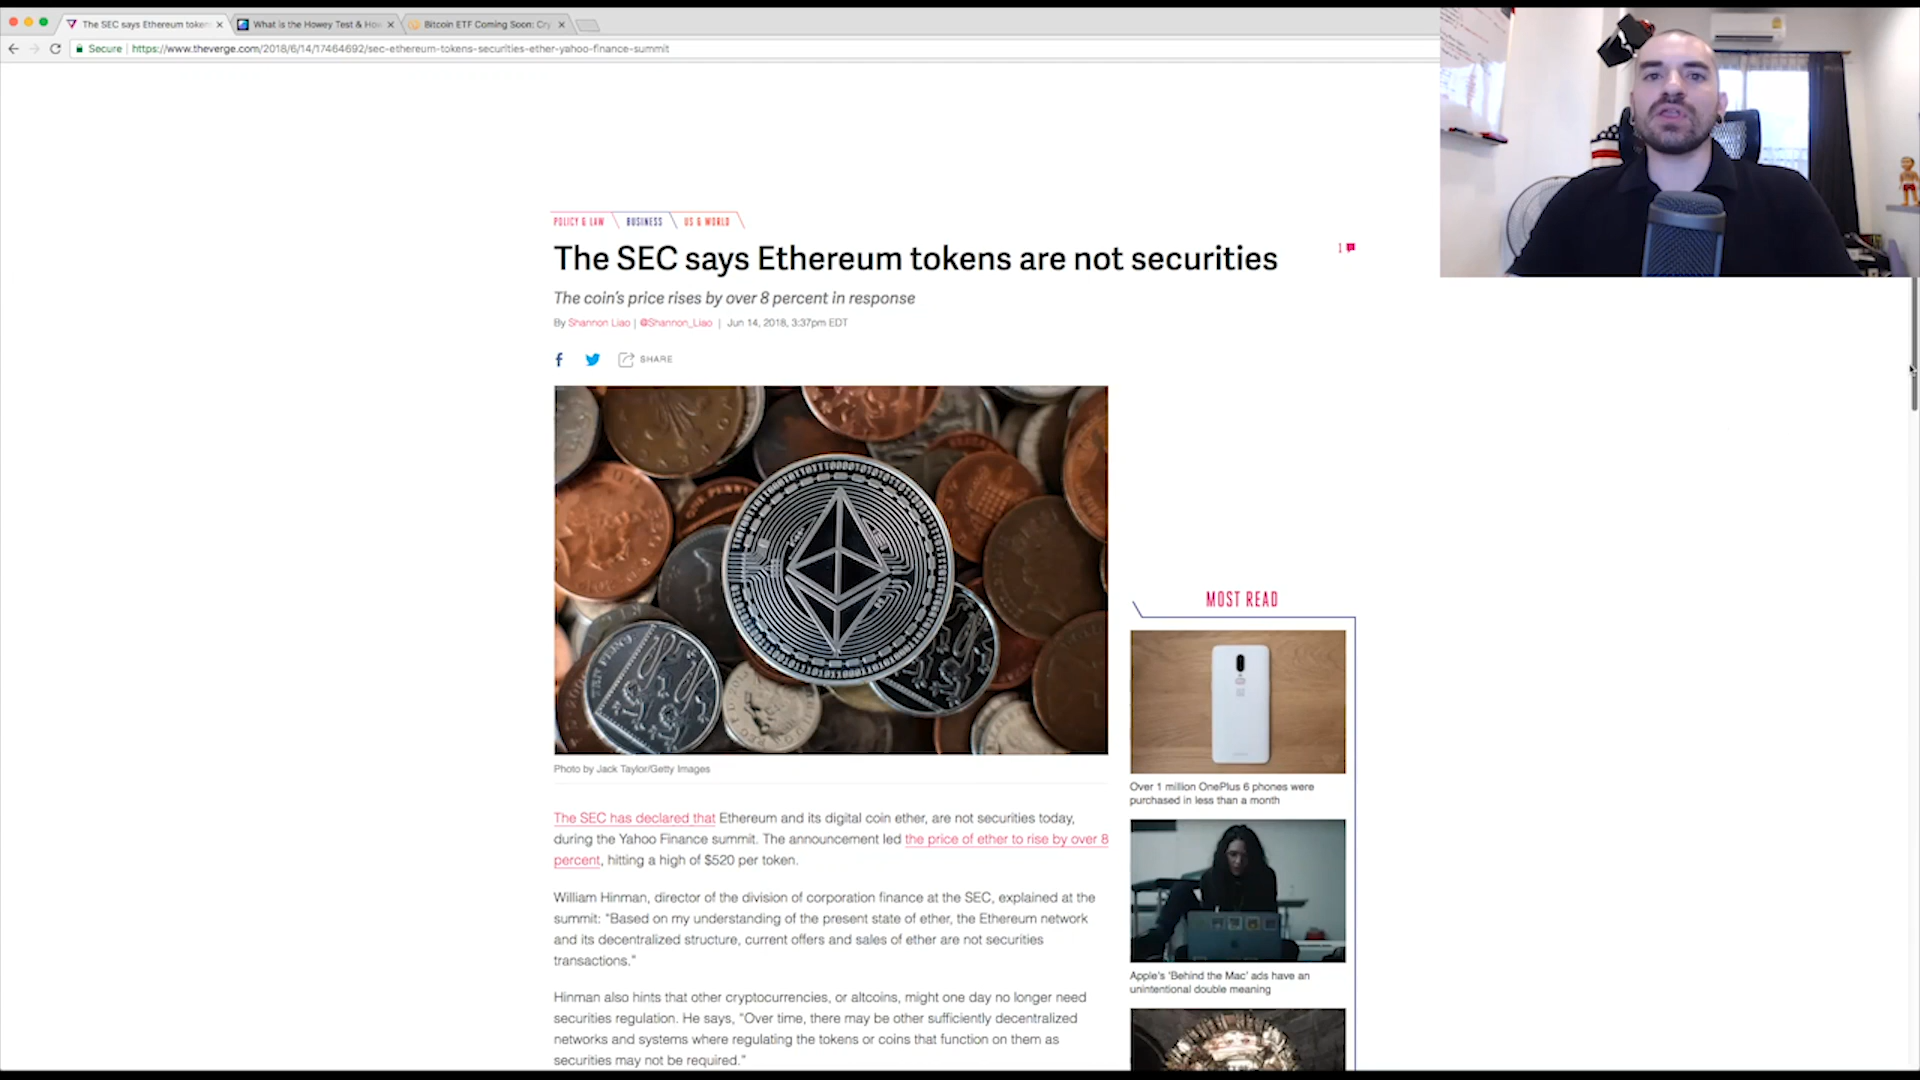 The SEC says Ethereum token
What is the Howey Test & Ho
Bitcoin ETF Coming Soon: Cry
Secure
https://www.theverge.com/2018/6/14/17464692/sec-ethereum-tokens-securities-ether-yahoo-finance-summit
POLICY & LAW
BUSINESS
US & WORLD
The SEC says Ethereum tokens are not securities
1
The coin's price rises by over 8 percent in response
By Shannon Liao | @Shannon_Liao | Jun 14, 2018, 3:37pm EDT
SHARE
Photo by Jack Taylor/Getty Images
The SEC has declared that Ethereum and its digital coin ether, are not securities today,
during the Yahoo Finance summit. The announcement led the price of ether to rise by over 8
percent, hitting a high of $520 per token.
William Hinman, director of the division of corporation finance at the SEC, explained at the
summit: "Based on my understanding of the present state of ether, the Ethereum network
and its decentralized structure, current offers and sales of ether are not securities
transactions."
Hinman also hints that other cryptocurrencies, or altcoins, might one day no longer need
securities regulation. He says, "Over time, there may be other sufficiently decentralized
networks and systems where regulating the tokens or coins that function on them as
securities may not be required."
MOST READ
Over 1 million OnePlus 6 phones were
purchased in less than a month
Apple's 'Behind the Mac' ads have an
unintentional double meaning
TEN PENCE